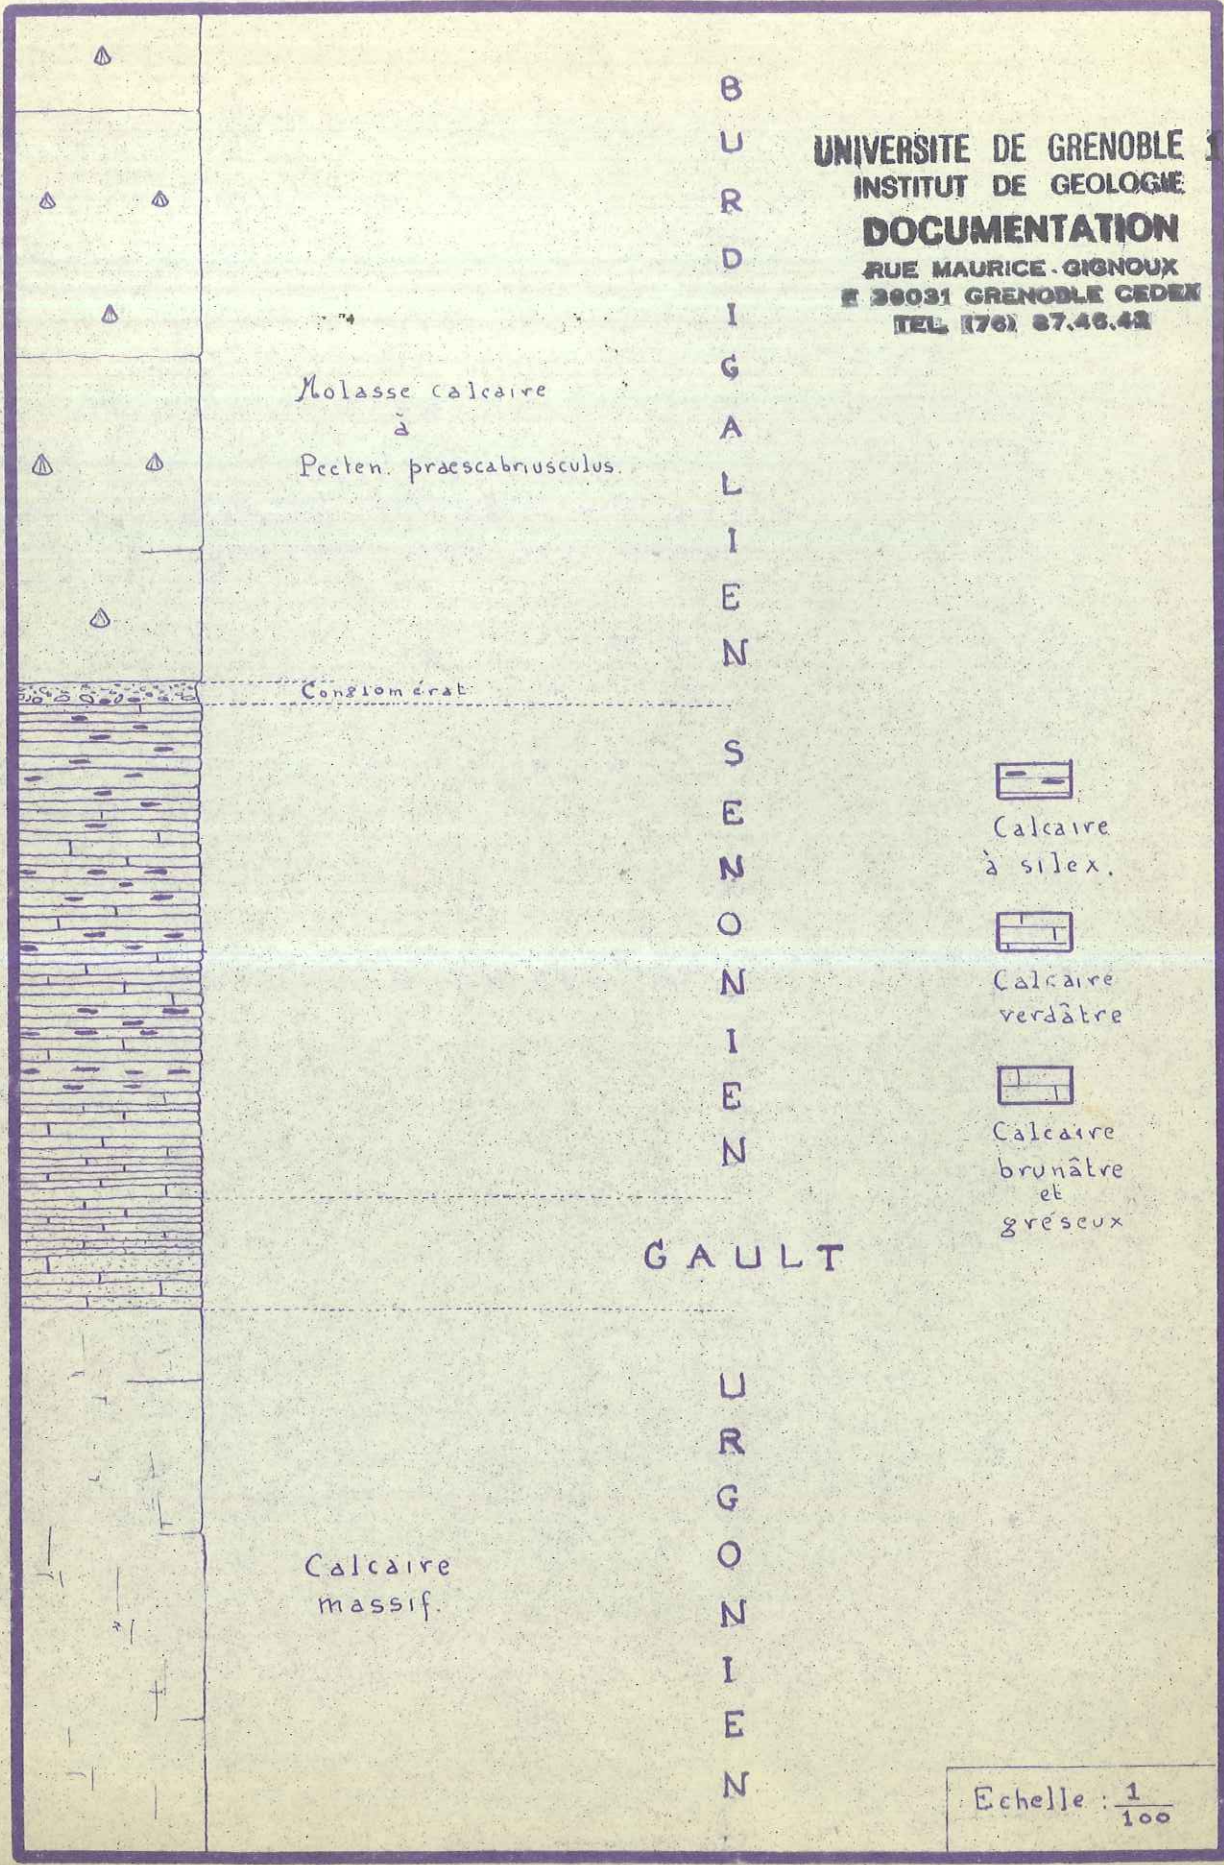 BURDIGALIEN
UNIVERSITE DE GRENOBLE 1
INSTITUT DE GEOLOGIE
DOCUMENTATION
RUE MAURICE-GIGNOUX
38031 GRENOBLE CEDEX
TEL. (76) 87.46.42
Molasse calcaire
à
Pecten. praescabriusculus.
Conglomérat
SENONIEN
Calcaire
à silex.
Calcaire
verdâtre
Calcaire
brunâtre
et
gréseux
GAULT
URGONIEN
Calcaire
massif.
Echelle : 1/100